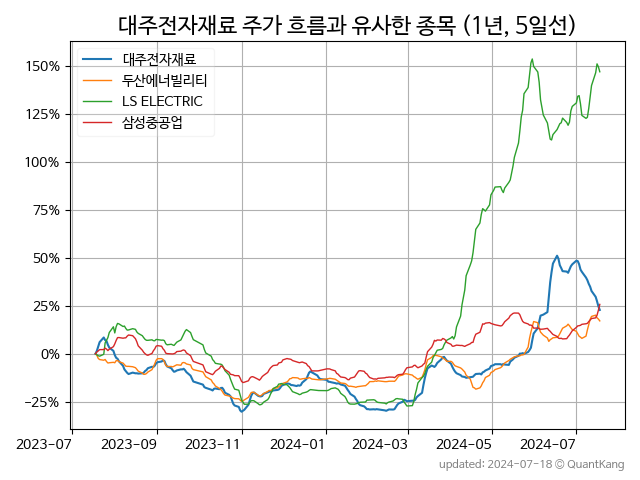 대주전자재료 주가 흐름과 유사한 종목 (1년, 5일선)
대주전자재료
두산에너빌리티
LS ELECTRIC
삼성중공업
150%
125%
100%
75%
50%
25%
0%
−25%
2023-07 2023-09 2023-11 2024-01 2024-03 2024-05 2024-07
updated: 2024-07-18 © QuantKang